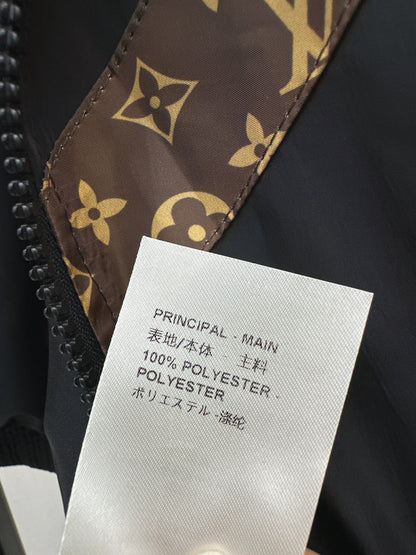 PRINCIPAL - MAIN
表地/本体 - 主料
100% POLYESTER -
POLYESTER
ポリエステル -涤纶